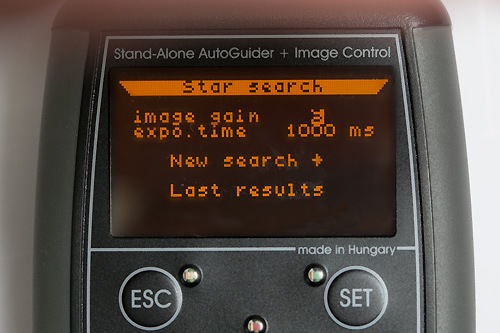 Stand-Alone AutoGuider + Image Control
Star search
image gain 3
expo.time 1000 ms
New search +
Last results
made in Hungary
ESC
SET